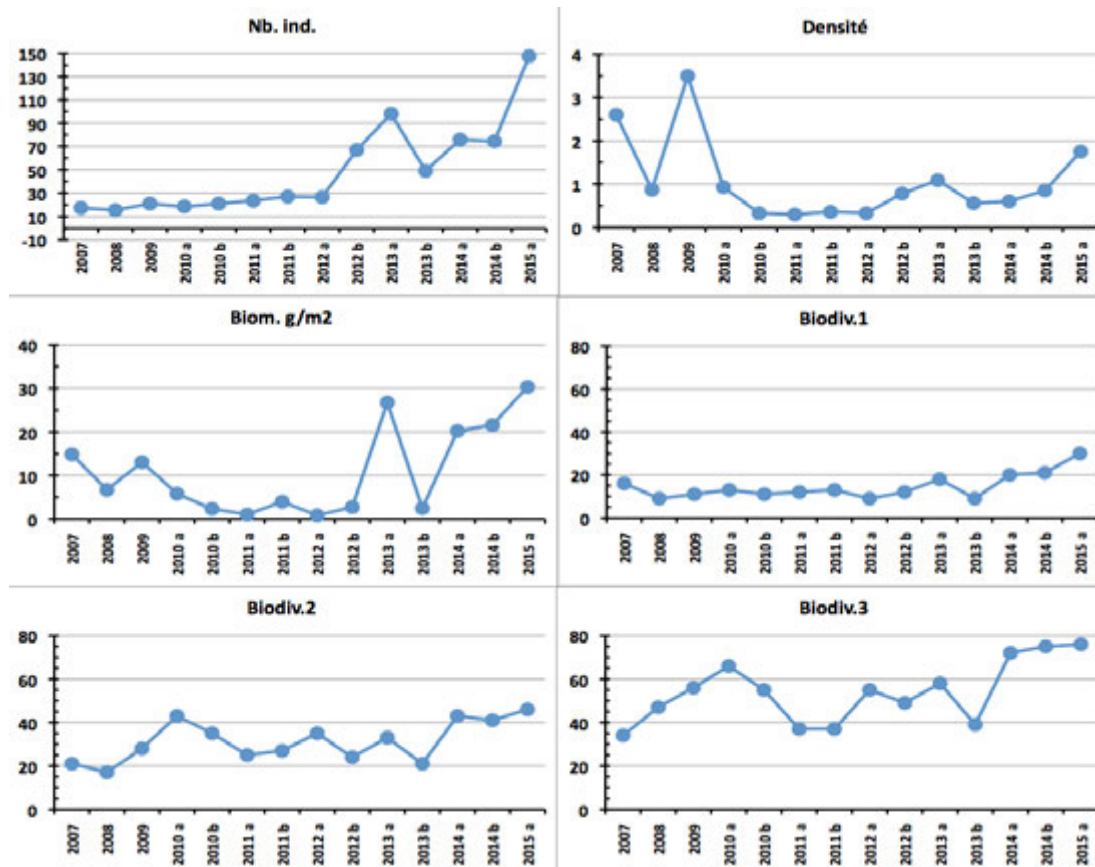 Nb. ind.
150
130
110
90
70
50
30
10
-10
2007
2008
2009
2010 a
2010 b
2011 a
2011 b
2012 a
2012 b
2013 a
2013 b
2014 a
2014 b
2015 a
Densité
4
3
2
1
0
2007
2008
2009
2010 a
2010 b
2011 a
2011 b
2012 a
2012 b
2013 a
2013 b
2014 a
2014 b
2015 a
Biom. g/m2
40
30
20
10
0
2007
2008
2009
2010 a
2010 b
2011 a
2011 b
2012 a
2012 b
2013 a
2013 b
2014 a
2014 b
2015 a
Biodiv.1
80
60
40
20
0
2007
2008
2009
2010 a
2010 b
2011 a
2011 b
2012 a
2012 b
2013 a
2013 b
2014 a
2014 b
2015 a
Biodiv.2
80
60
40
20
0
2007
2008
2009
2010 a
2010 b
2011 a
2011 b
2012 a
2012 b
2013 a
2013 b
2014 a
2014 b
2015 a
Biodiv.3
80
60
40
20
0
2007
2008
2009
2010 a
2010 b
2011 a
2011 b
2012 a
2012 b
2013 a
2013 b
2014 a
2014 b
2015 a